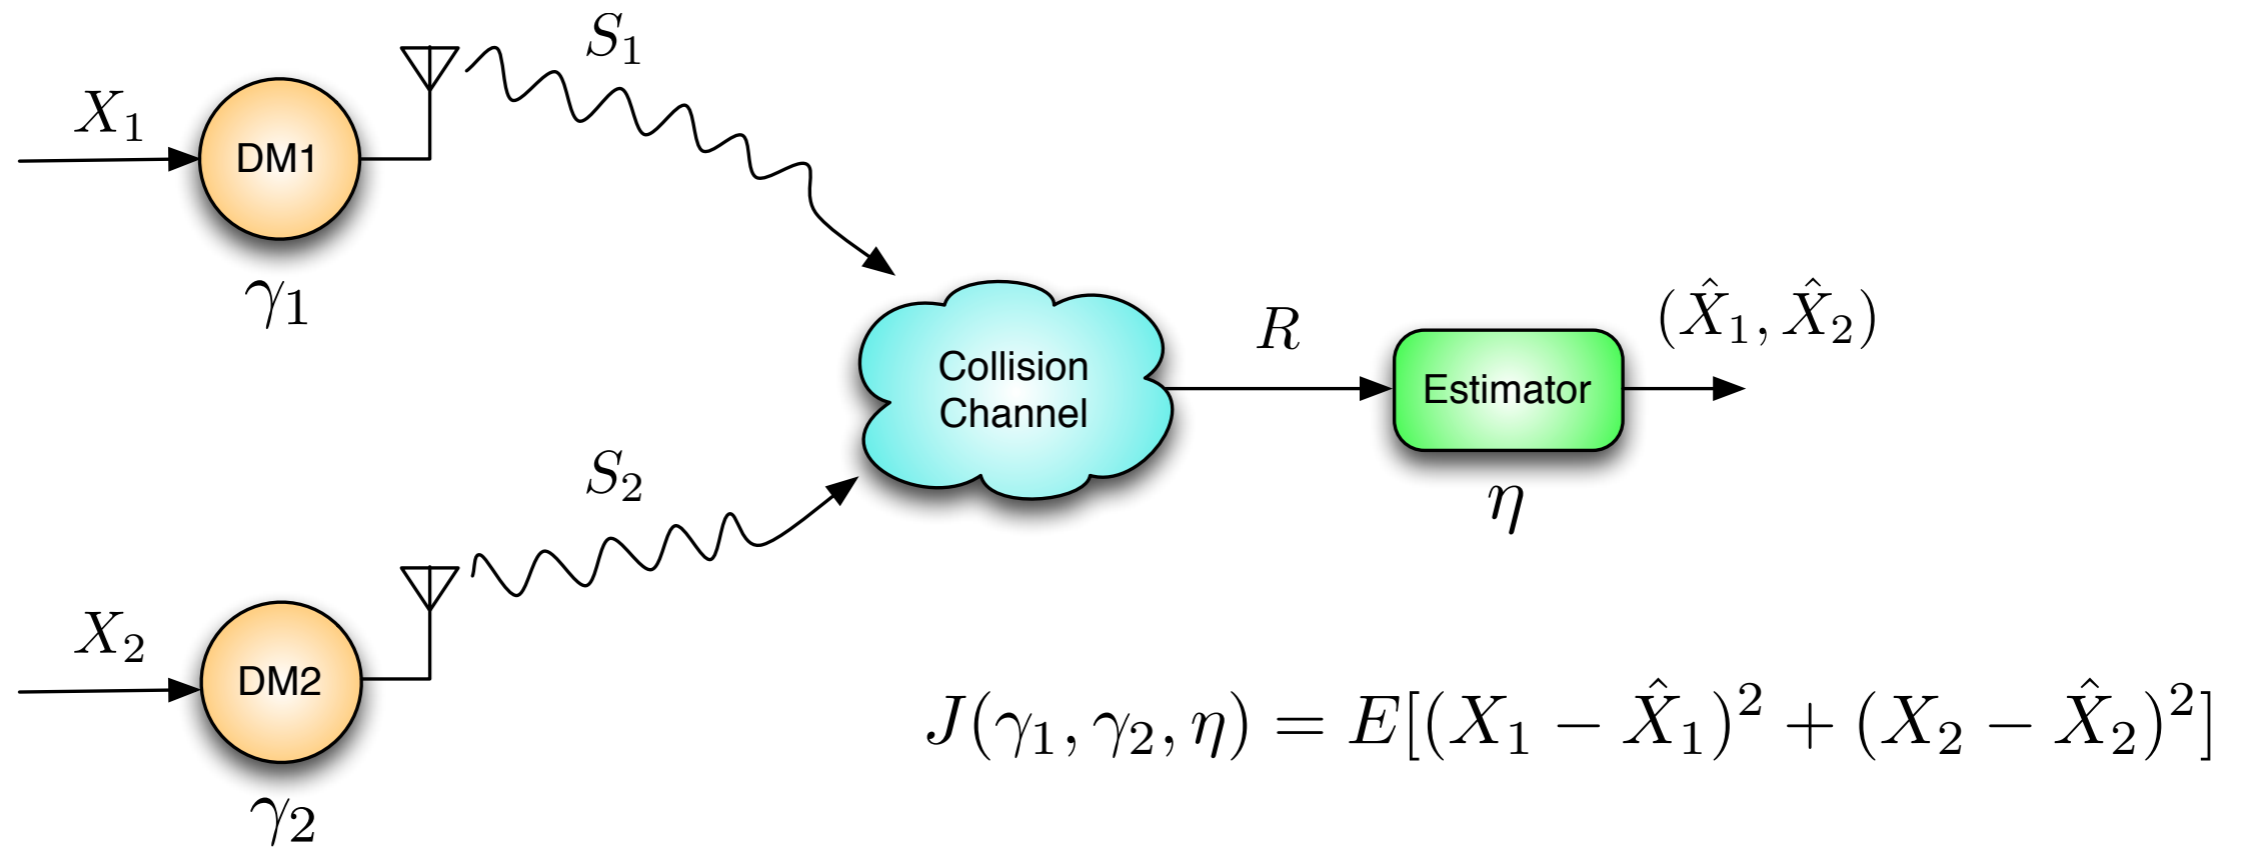 S₁
X₁
DM1
γ₁
Collision
Channel
R
Estimator
η
(X̂₁, X̂₂)
S₂
X₂
DM2
γ₂
J(γ₁, γ₂, η) = E[(X₁ − X̂₁)² + (X₂ − X̂₂)²]